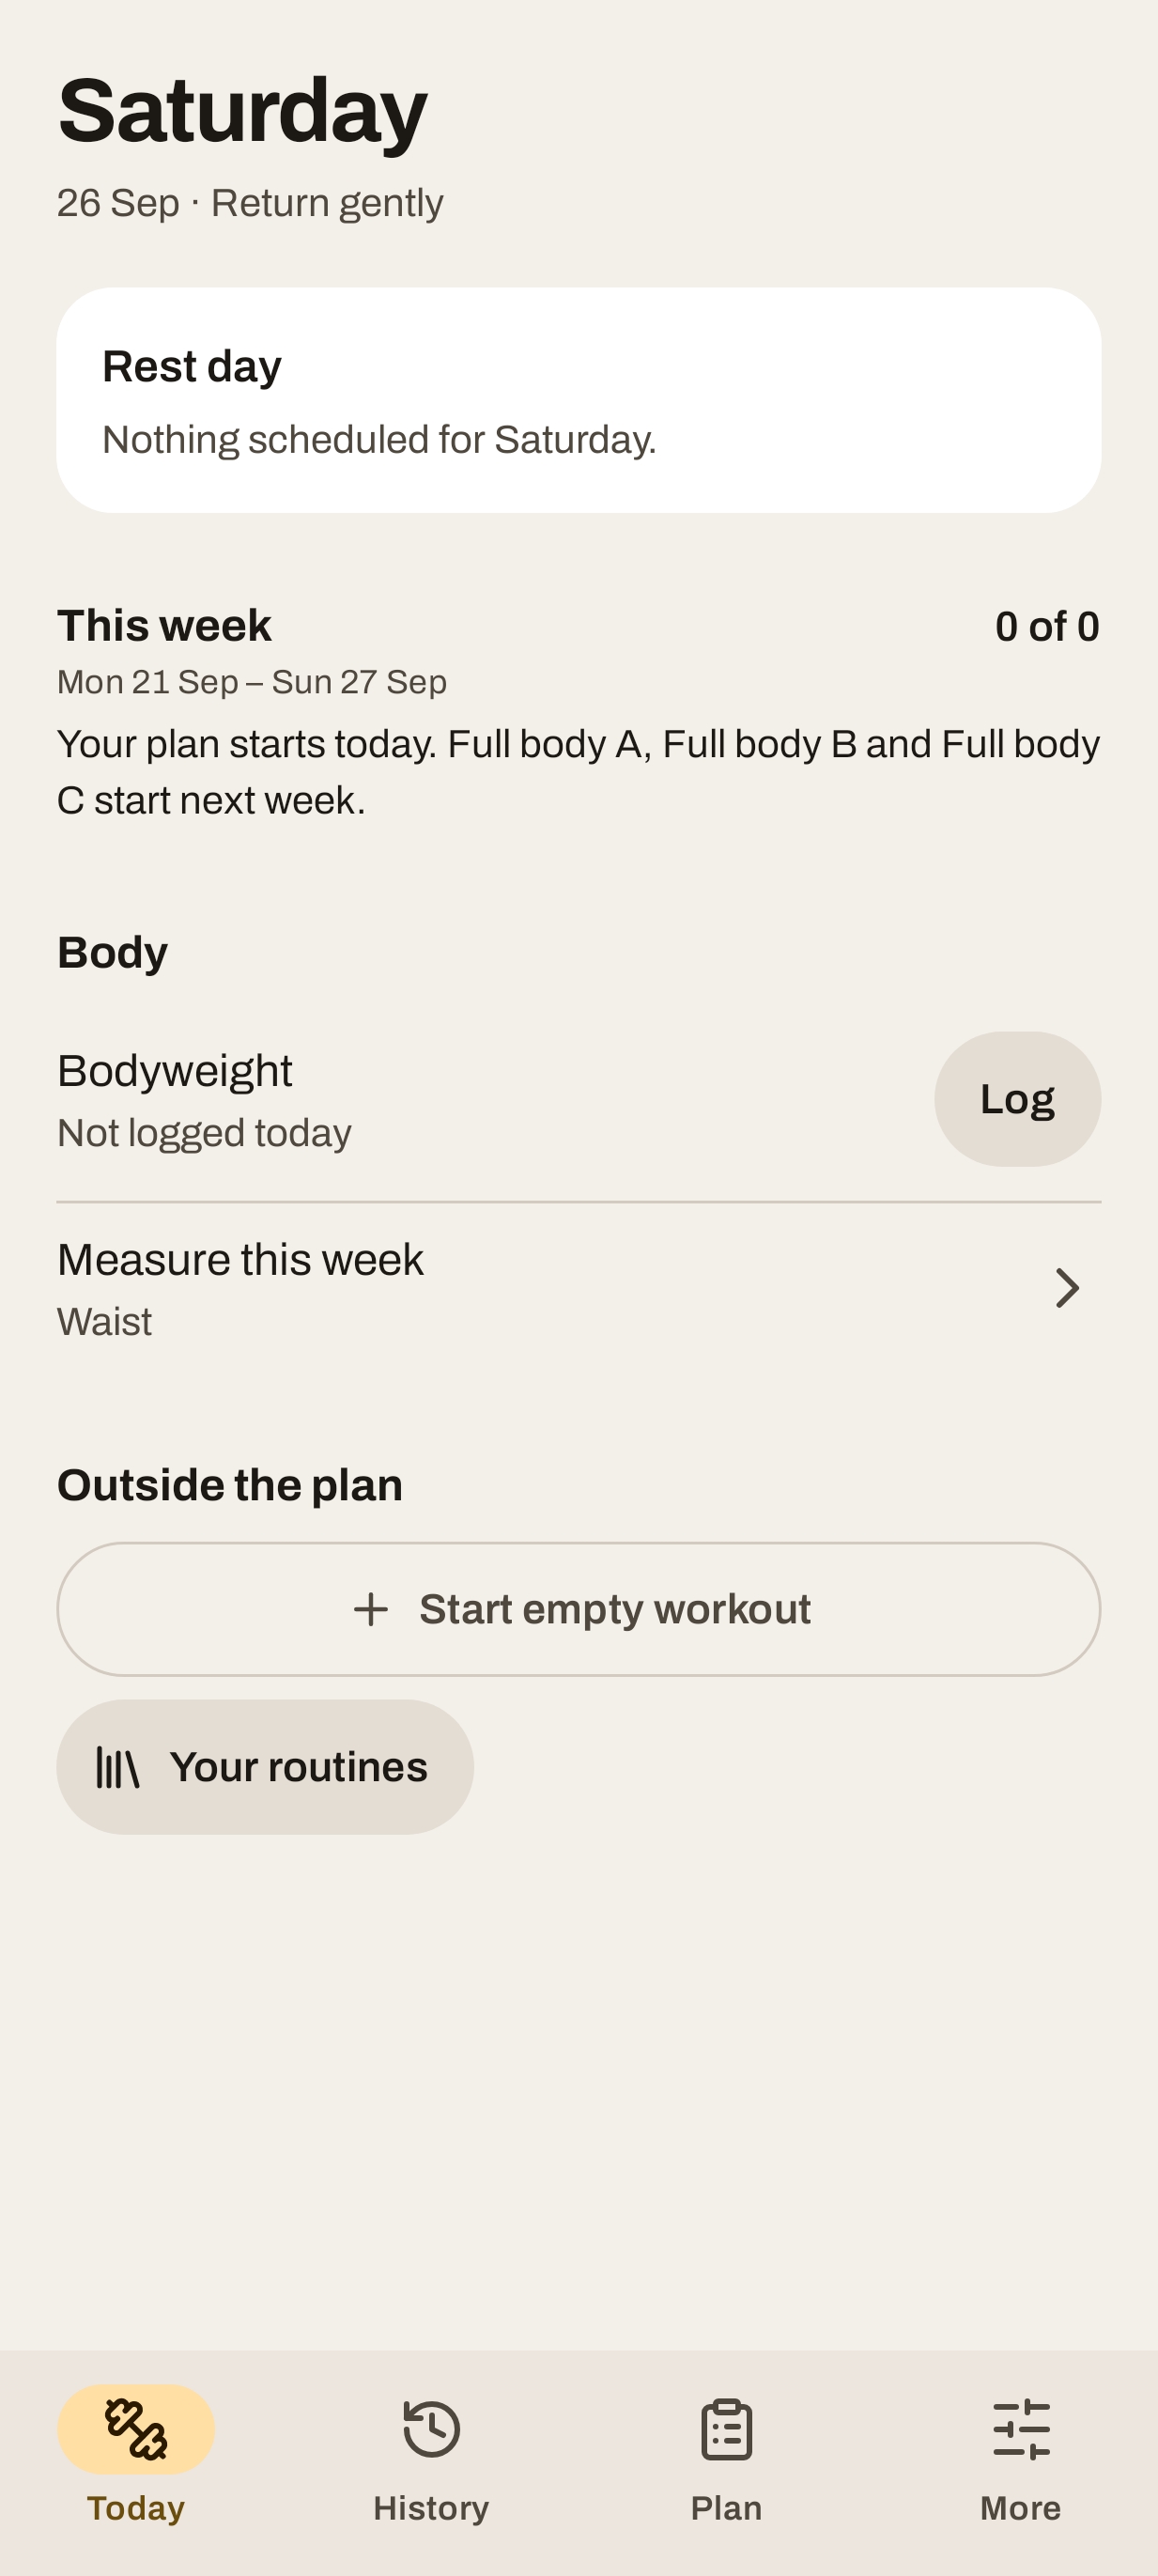 Saturday
26 Sep · Return gently
Rest day
Nothing scheduled for Saturday.
This week
0 of 0
Mon 21 Sep – Sun 27 Sep
Your plan starts today. Full body A, Full body B and Full body
C start next week.
Body
Bodyweight
Not logged today
Log
Measure this week
Waist
Outside the plan
Start empty workout
Your routines
Today
History
Plan
More